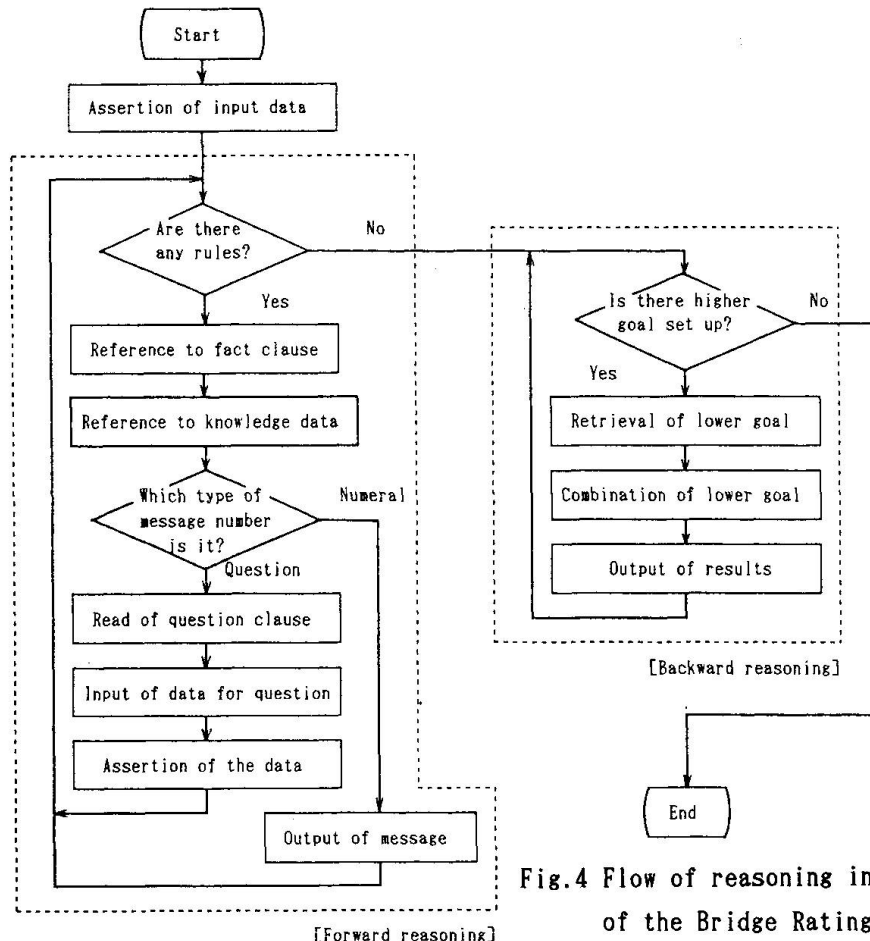 Start
Assertion of input data
Are there
any rules?
No
Yes
Reference to fact clause
Reference to knowledge data
Which type of
message number
is it?
Numeral
Question
Read of question clause
Input of data for question
Assertion of the data
Output of message
[Forward reasoning]
Is there higher
goal set up?
No
Yes
Retrieval of lower goal
Combination of lower goal
Output of results
[Backward reasoning]
End
Fig.4 Flow of reasoning in
of the Bridge Rating